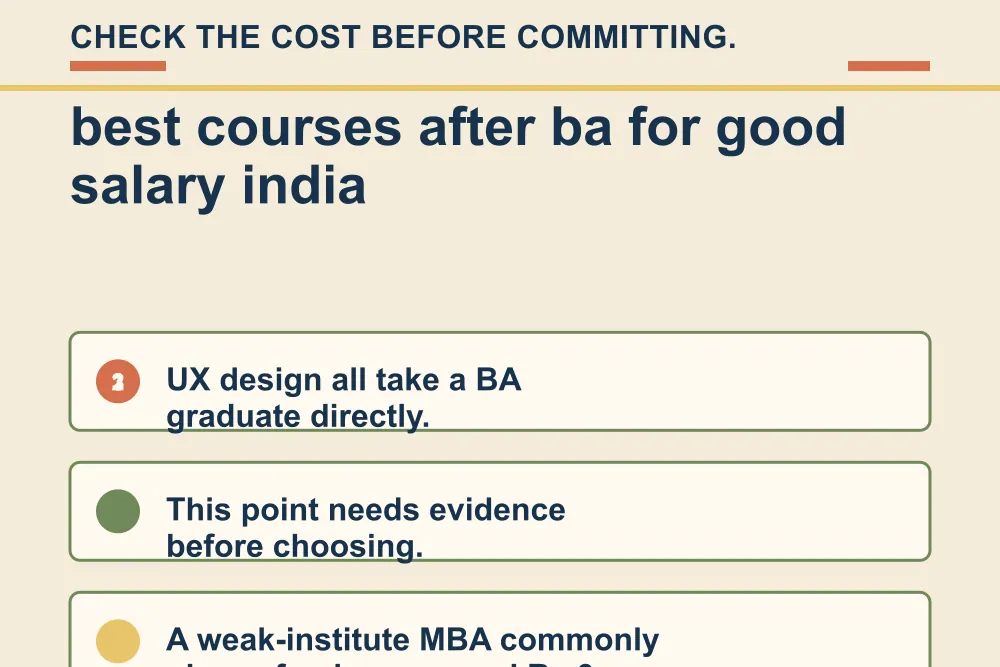 CHECK THE COST BEFORE COMMITTING.
best courses after ba for good
salary india
UX design all take a BA
graduate directly.
This point needs evidence
before choosing.
A weak-institute MBA commonly